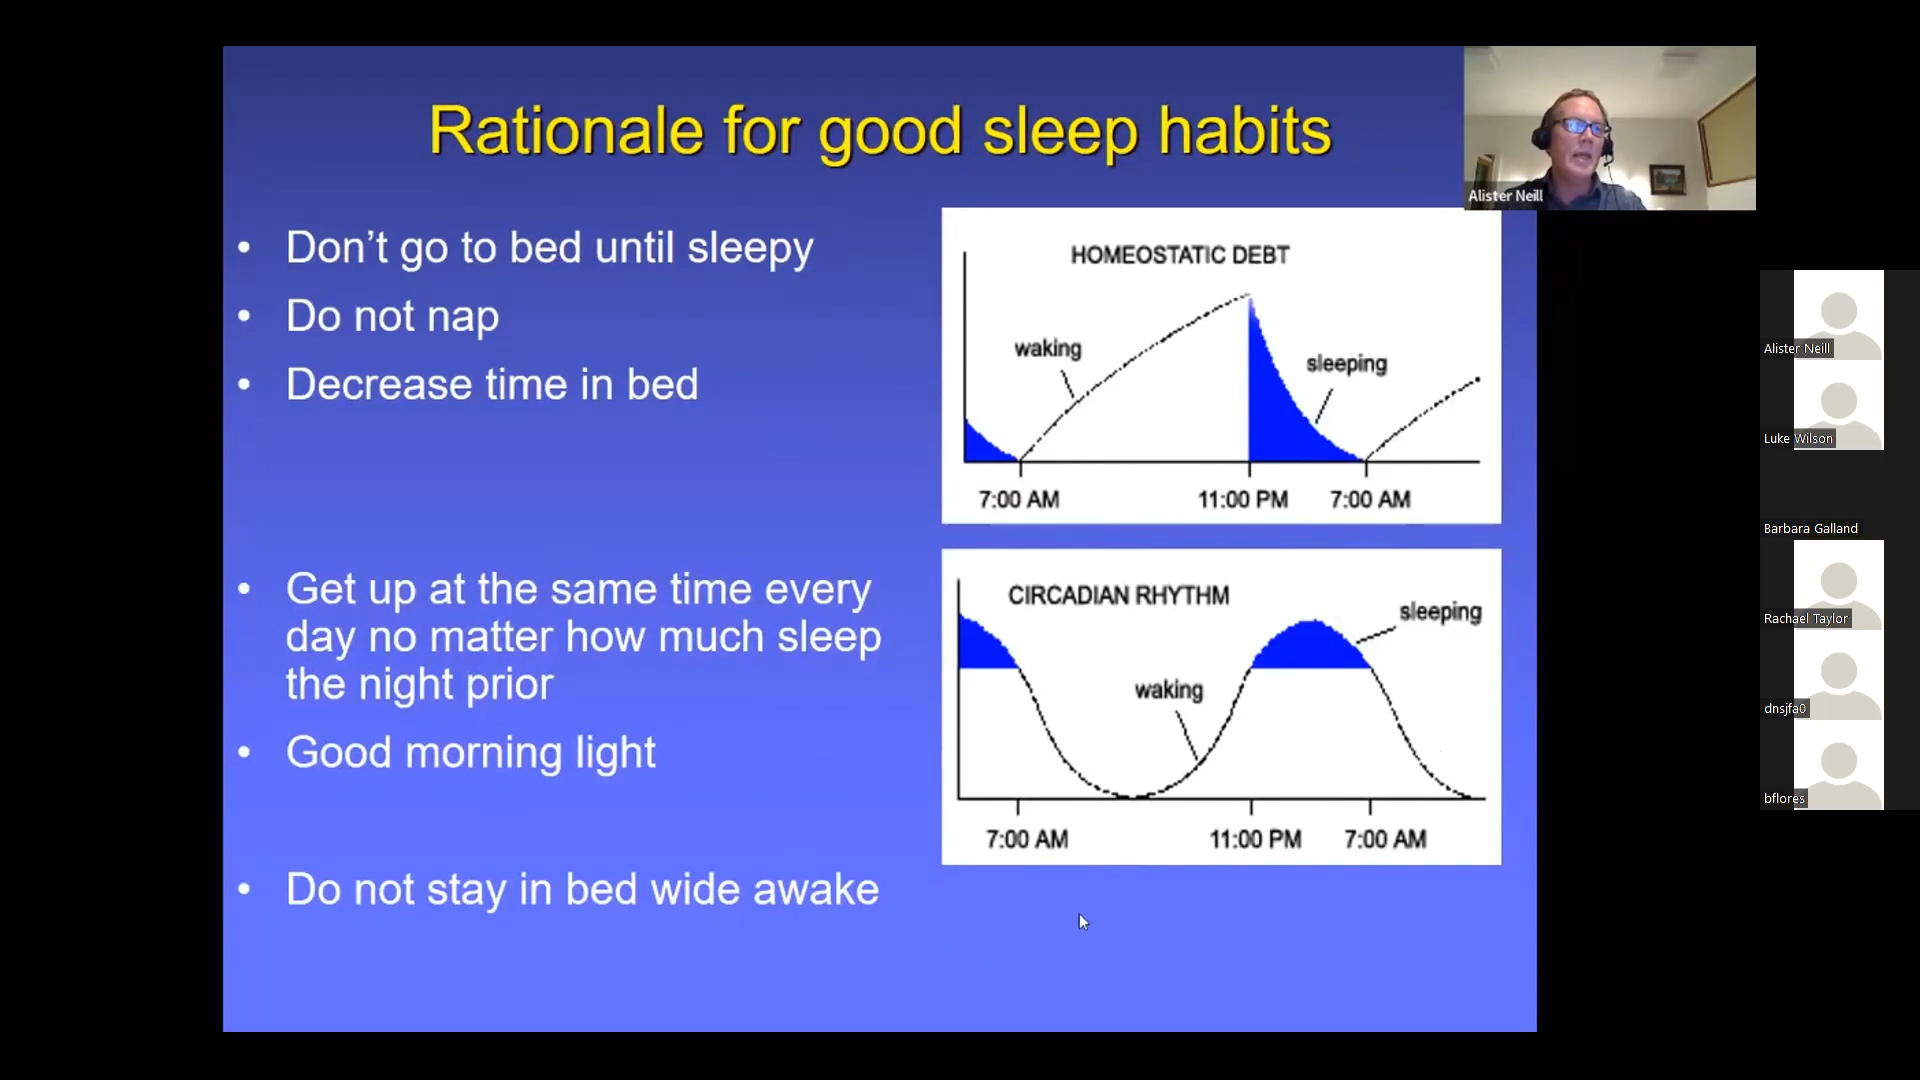 Rationale for good sleep habits
• Don’t go to bed until sleepy
• Do not nap
• Decrease time in bed
• Get up at the same time every
day no matter how much sleep
the night prior
• Good morning light
• Do not stay in bed wide awake
HOMEOSTATIC DEBT
waking
sleeping
7:00 AM 11:00 PM 7:00 AM
CIRCADIAN RHYTHM
sleeping
waking
7:00 AM 11:00 PM 7:00 AM
Alister Neill
Alister Neill
Luke Wilson
Barbara Galland
Rachael Taylor
dnsjfa0
bflores